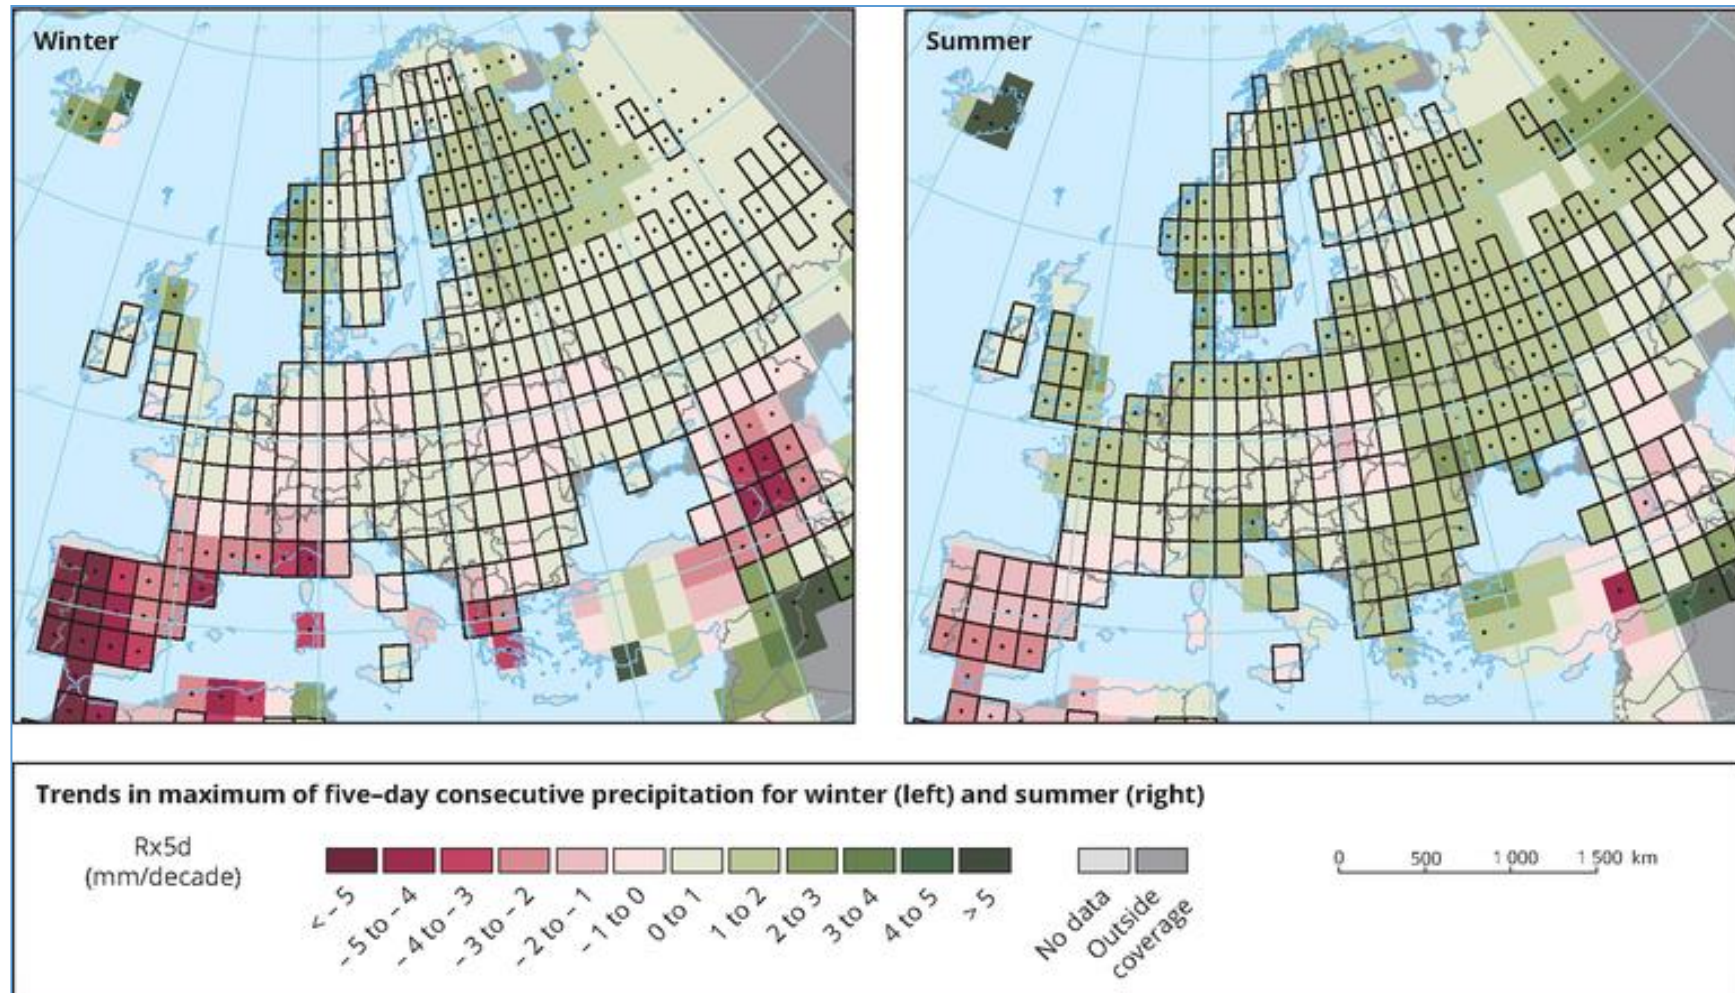 Winter
Summer
Trends in maximum of five–day consecutive precipitation for winter (left) and summer (right)
Rx5d
(mm/decade)
< – 5
– 5 to – 4
– 4 to – 3
– 3 to – 2
– 2 to – 1
– 1 to 0
0 to 1
1 to 2
2 to 3
3 to 4
4 to 5
> 5
No data
Outside
coverage
0 500 1 000 1 500 km